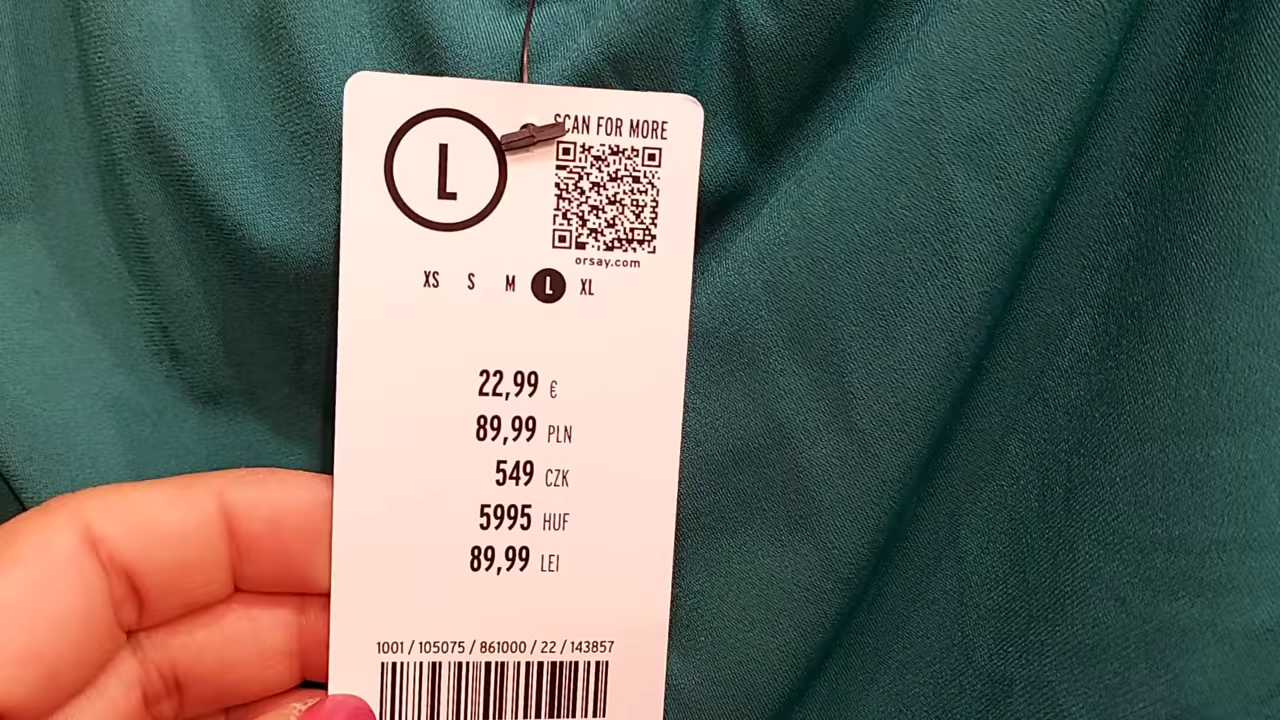 L
SCAN FOR MORE
orsay.com
XS S M L XL
22,99 €
89,99 PLN
549 CZK
5995 HUF
89,99 LEI
1001 / 105075 / 861000 / 22 / 143857